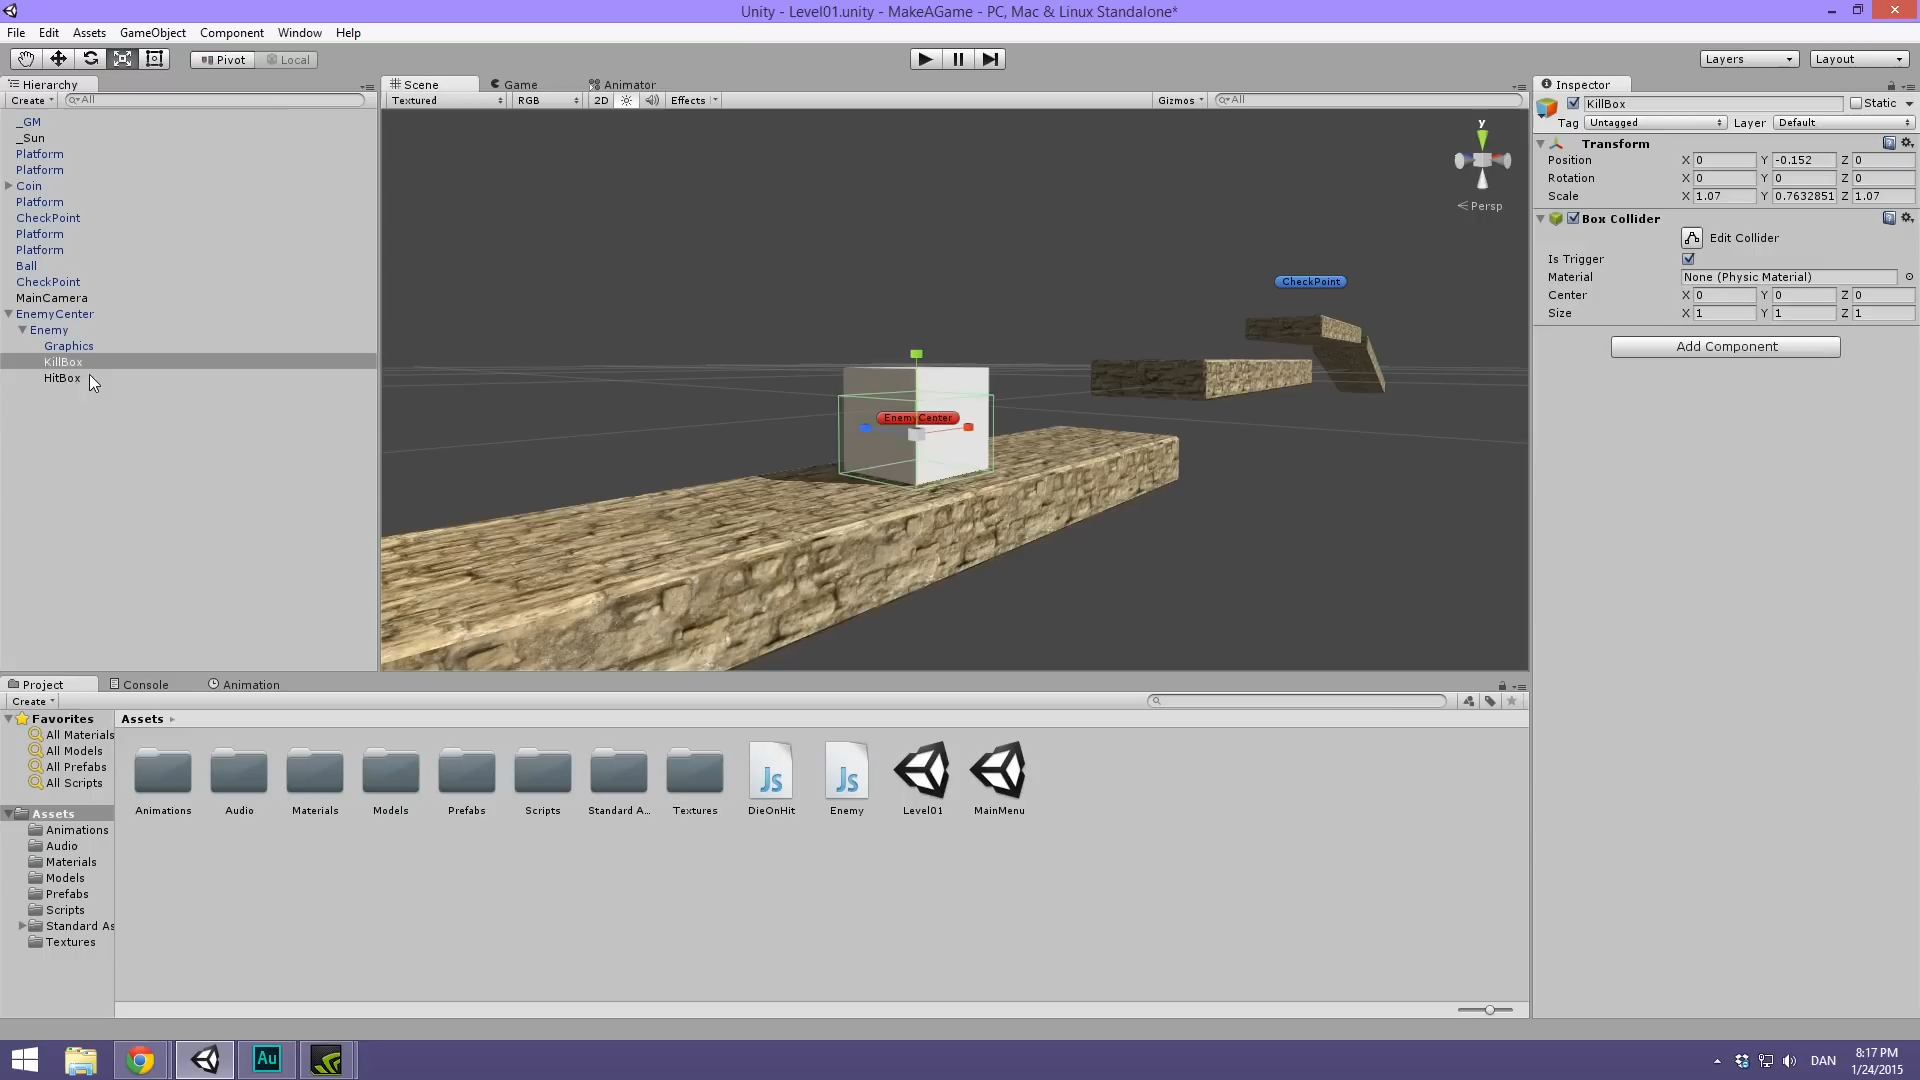 Unity - Level01.unity - MakeAGame - PC, Mac & Linux Standalone*
File Edit Assets GameObject Component Window Help
Pivot Local Layers Layout
Hierarchy
Create All
_GM
_Sun
Platform
Platform
Coin
Platform
CheckPoint
Platform
Platform
Ball
CheckPoint
MainCamera
EnemyCenter
Enemy
Graphics
KillBox
HitBox
Scene Game Animator
Textured RGB 2D Effects Gizmos All
y
Persp
CheckPoint
EnemyCenter
Inspector
KillBox Static
Tag Untagged Layer Default
Transform
Position X 0 Y -0.152 Z 0
Rotation X 0 Y 0 Z 0
Scale X 1.07 Y 0.7632851 Z 1.07
Box Collider
Edit Collider
Is Trigger
Material None (Physic Material)
Center X 0 Y 0 Z 0
Size X 1 Y 1 Z 1
Add Component
Project Console Animation
Create
Favorites
All Materials
All Models
All Prefabs
All Scripts
Assets
Animations
Audio
Materials
Models
Prefabs
Scripts
Standard As
Textures
Assets
Animations Audio Materials Models Prefabs Scripts Standard A... Textures DieOnHit Enemy Level01 MainMenu
Js Js
Au
DAN
8:17 PM
1/24/2015